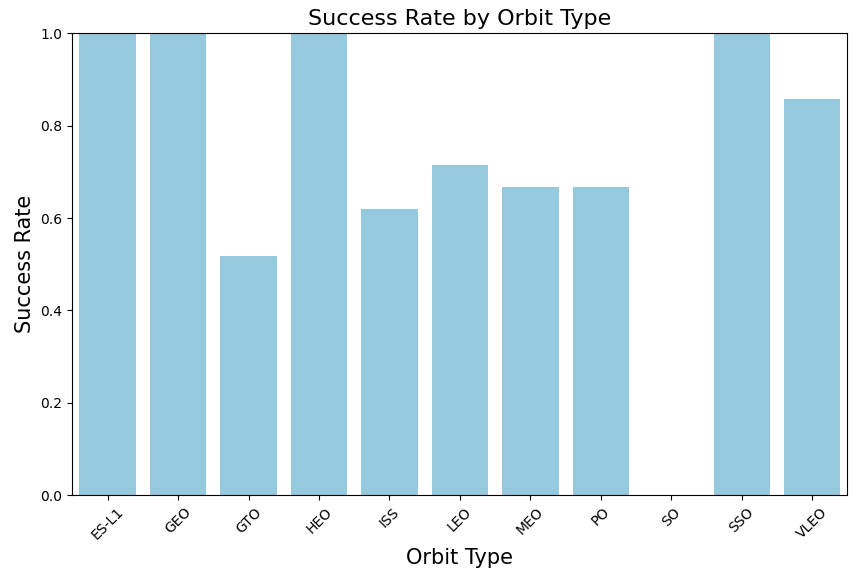 Success Rate by Orbit Type
Success Rate
1.0
0.8
0.6
0.4
0.2
0.0
ES-L1
GEO
GTO
HEO
ISS
LEO
MEO
PO
SO
SSO
VLEO
Orbit Type